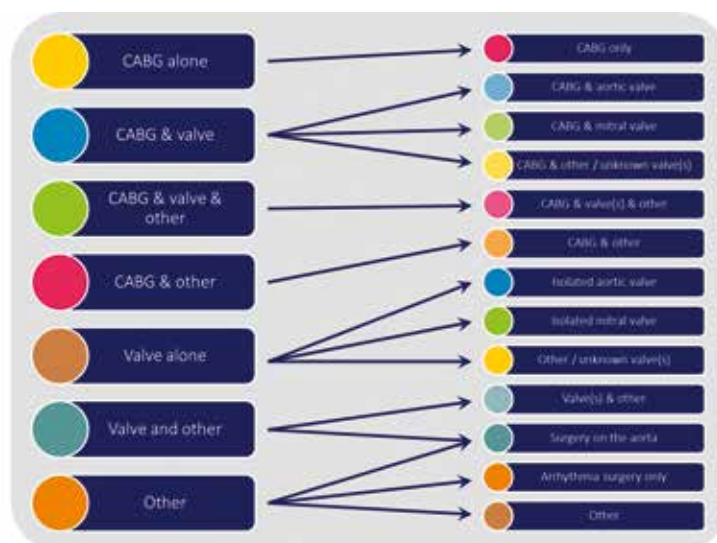 CABG alone
CABG & valve
CABG & valve &
other
CABG & other
Valve alone
Valve and other
Other
CABG only
CABG & aortic valve
CABG & mitral valve
CABG & other / unknown valve(s)
CABG & valve(s) & other
CABG & other
Isolated aortic valve
Isolated mitral valve
Other / unknown valve(s)
Valve(s) & other
Surgery on the aorta
Arrhythmia surgery only
Other